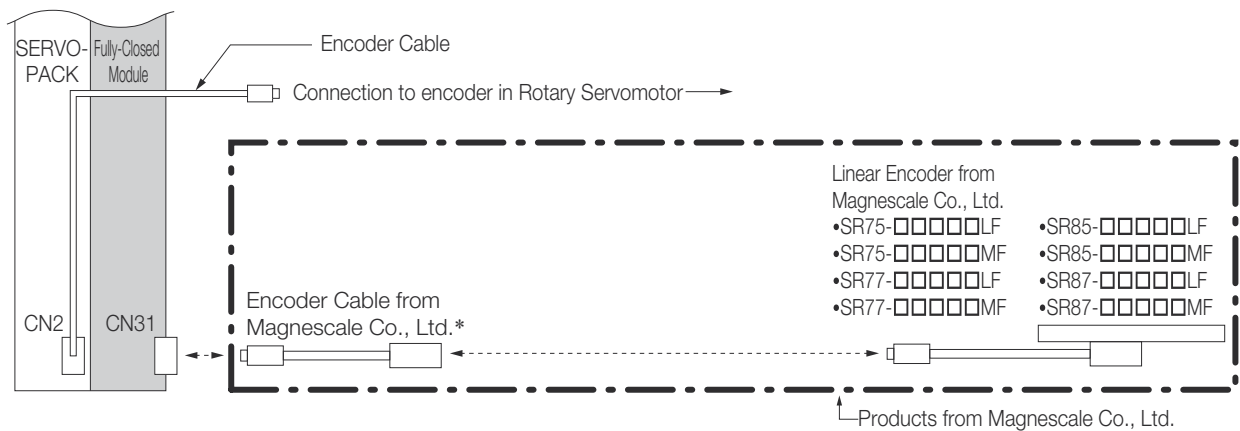 SERVO-
PACK
Fully-Closed
Module
Encoder Cable
Connection to encoder in Rotary Servomotor
Linear Encoder from
Magnescale Co., Ltd.
•SR75-□□□□□LF
•SR75-□□□□□MF
•SR77-□□□□□LF
•SR77-□□□□□MF
•SR85-□□□□□LF
•SR85-□□□□□MF
•SR87-□□□□□LF
•SR87-□□□□□MF
CN2
CN31
Encoder Cable from
Magnescale Co., Ltd.*
Products from Magnescale Co., Ltd.